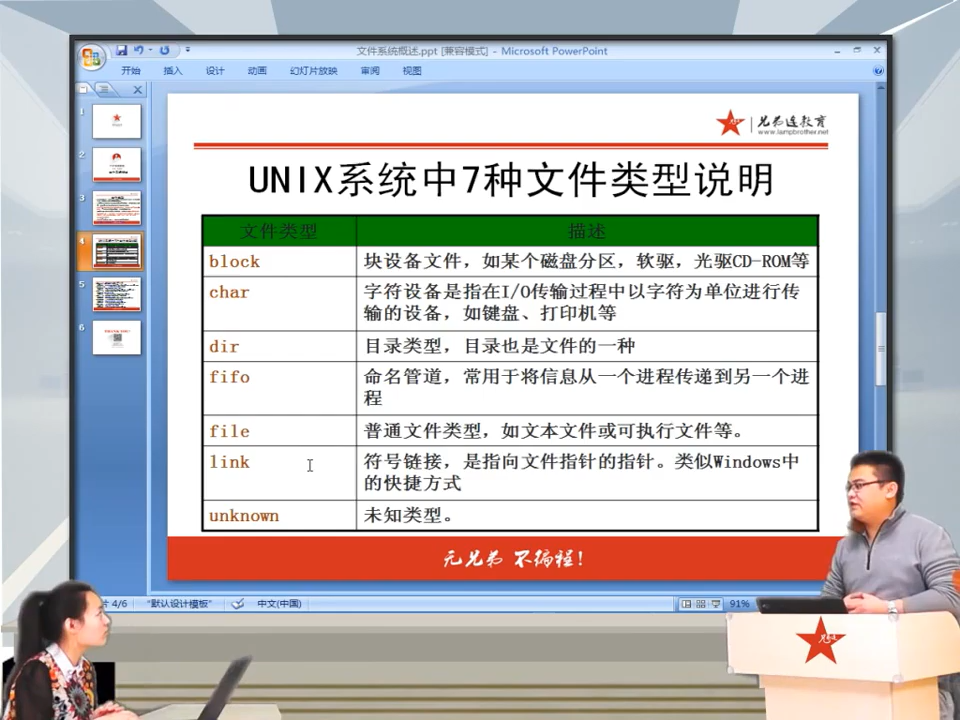 文件系统概述.ppt [兼容模式] - Microsoft PowerPoint
开始 插入 设计 动画 幻灯片放映 审阅 视图
兄弟连教育
www.lampbrother.net
UNIX系统中7种文件类型说明
文件类型 描述
block 块设备文件，如某个磁盘分区，软驱，光驱CD-ROM等
char 字符设备是指在I/O传输过程中以字符为单位进行传
输的设备，如键盘、打印机等
dir 目录类型，目录也是文件的一种
fifo 命名管道，常用于将信息从一个进程传递到另一个进
程
file 普通文件类型，如文本文件或可执行文件等。
link 符号链接，是指向文件指针的指针。类似Windows中
的快捷方式
unknown 未知类型。
无兄弟 不编程!
1
2
3
4
5
6
片 4/6 "默认设计模板" 中文(中国) 91%